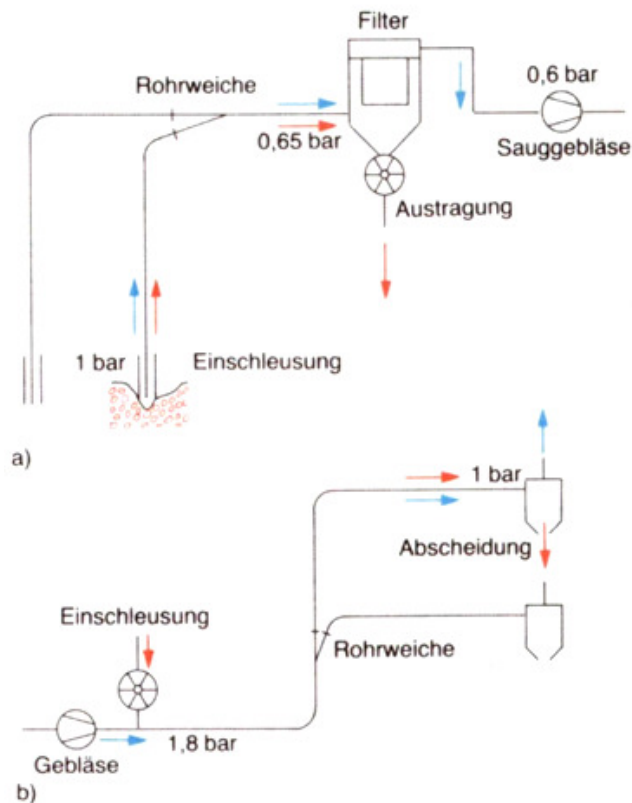 Filter
Rohrweiche
0,6 bar
0,65 bar
Sauggebläse
Austragung
1 bar
Einschleusung
a)
1 bar
Abscheidung
Einschleusung
Rohrweiche
1,8 bar
Gebläse
b)